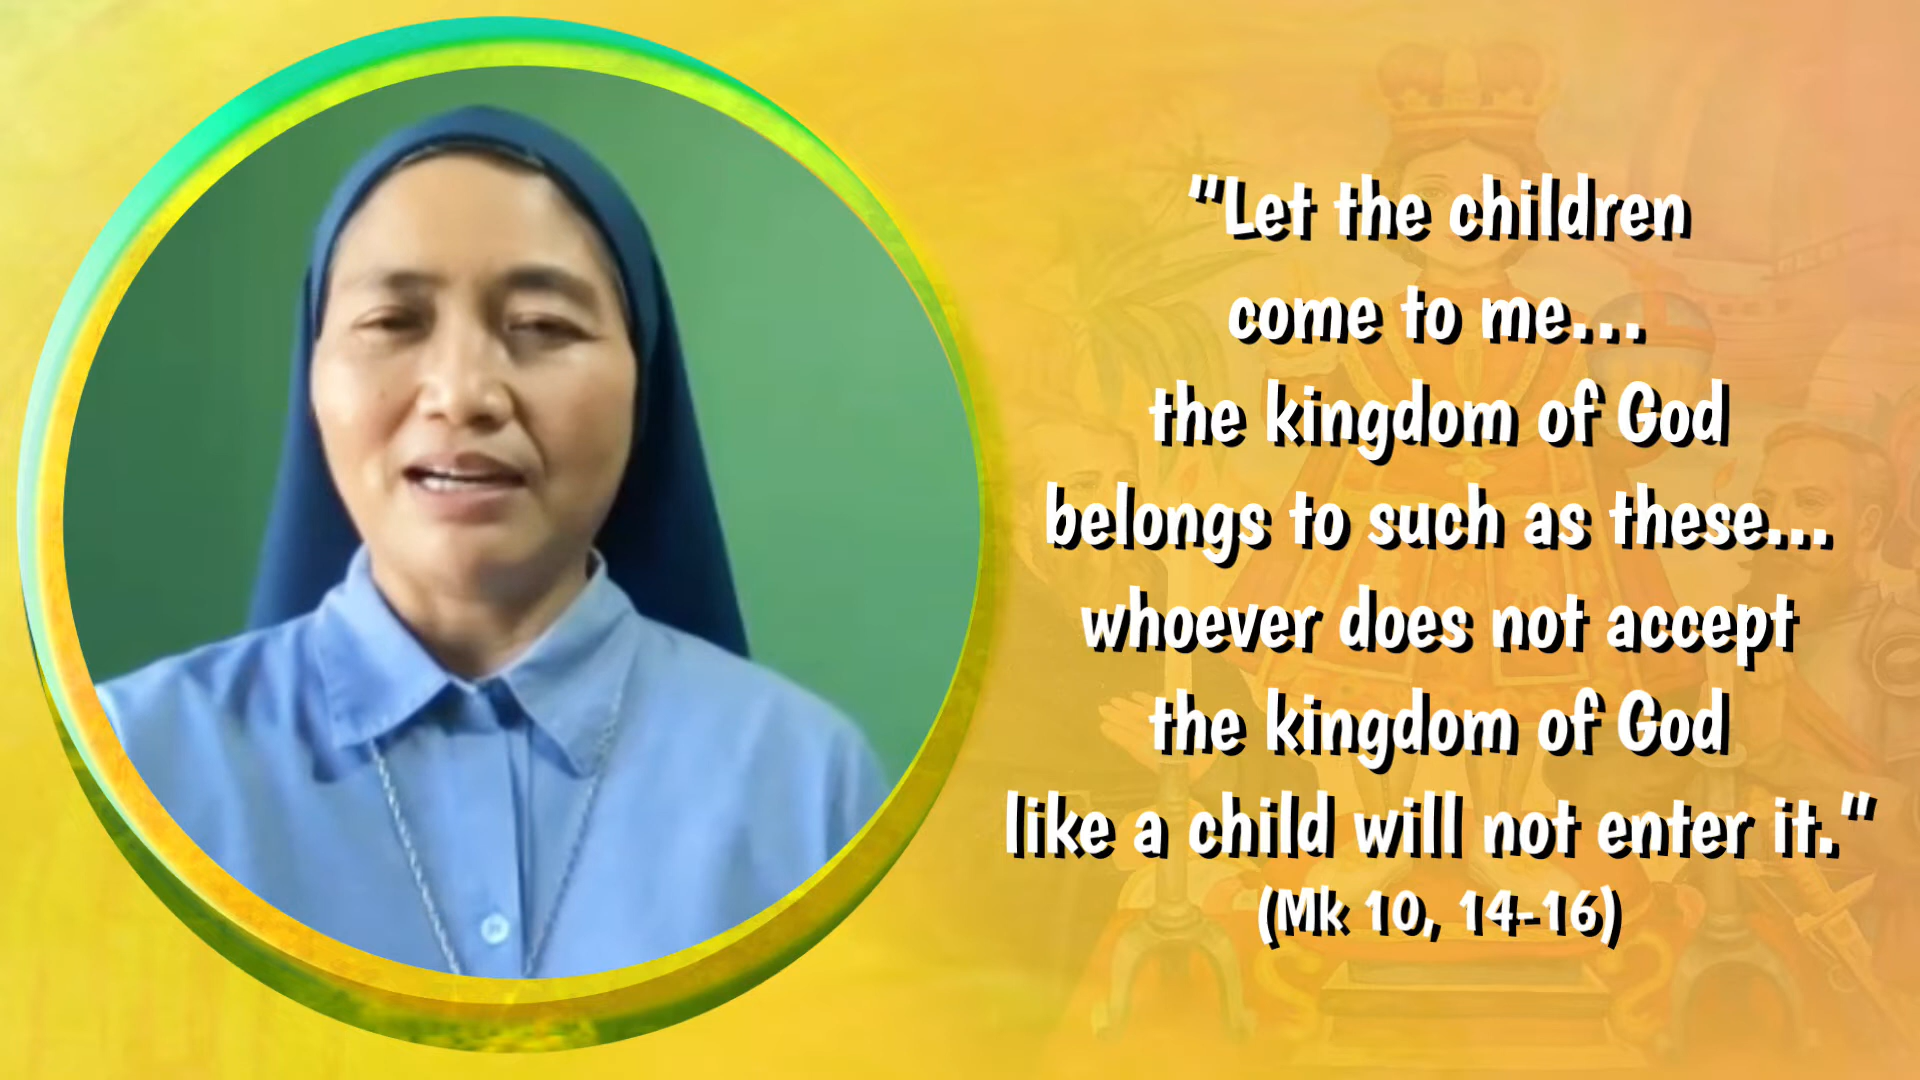 "Let the children
come to me...
the kingdom of God
belongs to such as these...
whoever does not accept
the kingdom of God
like a child will not enter it."
(Mk 10, 14-16)